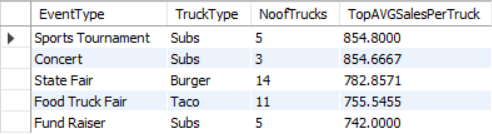 EventType TruckType NoofTrucks TopAVGSalesPerTruck
Sports Tournament Subs 5 854.8000
Concert Subs 3 854.6667
State Fair Burger 14 782.8571
Food Truck Fair Taco 11 755.5455
Fund Raiser Subs 5 742.0000